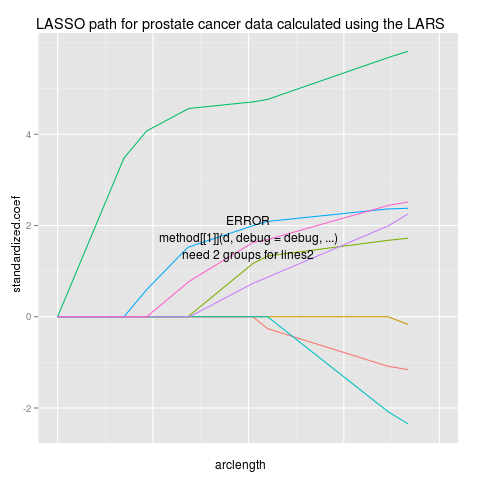 LASSO path for prostate cancer data calculated using the LARS
standardized.coef
4
2
0
-2
ERROR
method[[1]](d, debug = debug, ...)
need 2 groups for lines2
arclength